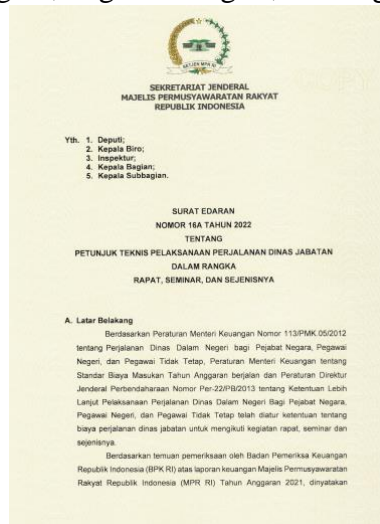 SETJEN MPR RI
SEKRETARIAT JENDERAL
MAJELIS PERMUSYAWARATAN RAKYAT
REPUBLIK INDONESIA
Yth. 1. Deputi;
2. Kepala Biro;
3. Inspektur;
4. Kepala Bagian;
5. Kepala Subbagian.
SURAT EDARAN
NOMOR 16A TAHUN 2022
TENTANG
PETUNJUK TEKNIS PELAKSANAAN PERJALANAN DINAS JABATAN
DALAM RANGKA
RAPAT, SEMINAR, DAN SEJENISNYA
A. Latar Belakang
Berdasarkan Peraturan Menteri Keuangan Nomor 113/PMK.05/2012
tentang Perjalanan Dinas Dalam Negeri bagi Pejabat Negara, Pegawai
Negeri, dan Pegawai Tidak Tetap, Peraturan Menteri Keuangan tentang
Standar Biaya Masukan Tahun Anggaran berjalan dan Peraturan Direktur
Jenderal Perbendaharaan Nomor Per-22/PB/2013 tentang Ketentuan Lebih
Lanjut Pelaksanaan Perjalanan Dinas Dalam Negeri Bagi Pejabat Negara,
Pegawai Negeri, dan Pegawai Tidak Tetap telah diatur ketentuan tentang
biaya perjalanan dinas jabatan untuk mengikuti kegiatan rapat, seminar dan
sejenisnya.
Berdasarkan temuan pemeriksaan oleh Badan Pemeriksa Keuangan
Republik Indonesia (BPK RI) atas laporan keuangan Majelis Permusyawaratan
Rakyat Republik Indonesia (MPR RI) Tahun Anggaran 2021, dinyatakan